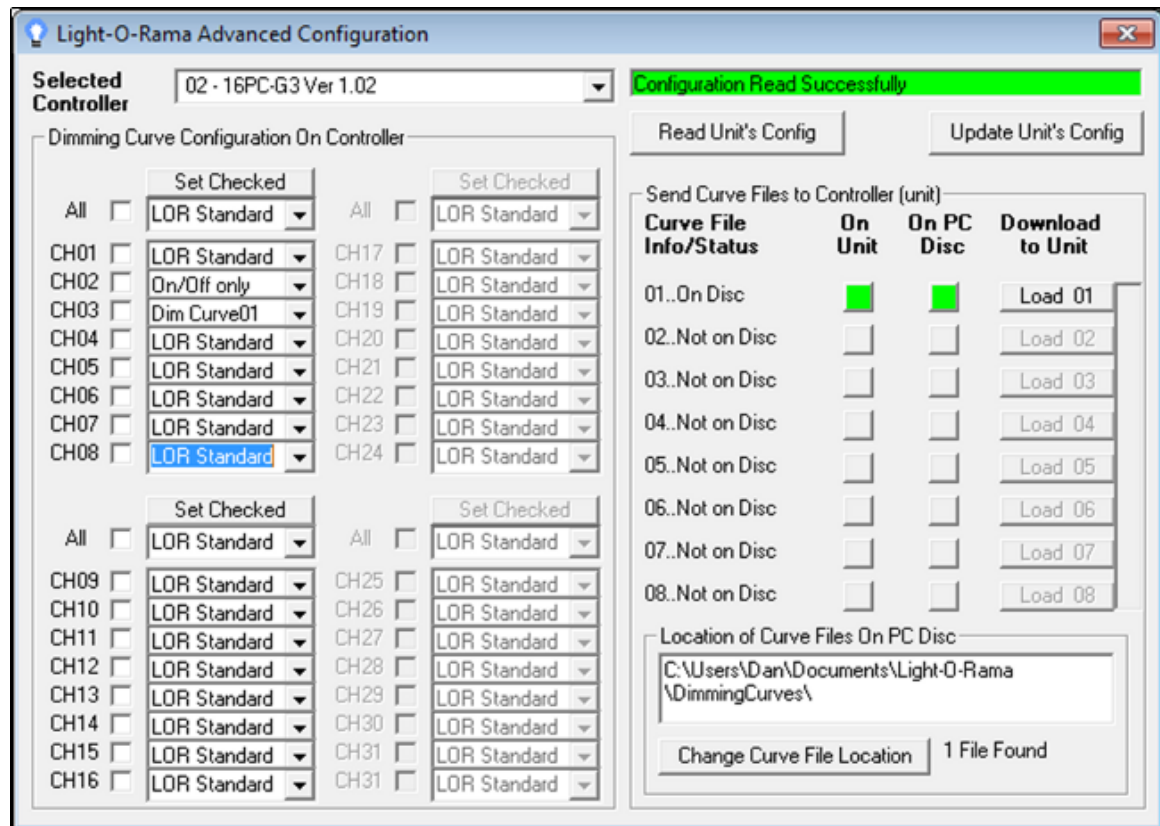 Light-O-Rama Advanced Configuration
Selected Controller
02 - 16PC-G3 Ver 1.02
Configuration Read Successfully
Read Unit's Config
Update Unit's Config
Dimming Curve Configuration On Controller
Set Checked
Set Checked
All LOR Standard All LOR Standard
CH01 LOR Standard CH17 LOR Standard
CH02 On/Off only CH18 LOR Standard
CH03 Dim Curve01 CH19 LOR Standard
CH04 LOR Standard CH20 LOR Standard
CH05 LOR Standard CH21 LOR Standard
CH06 LOR Standard CH22 LOR Standard
CH07 LOR Standard CH23 LOR Standard
CH08 LOR Standard CH24 LOR Standard
Set Checked
Set Checked
All LOR Standard All LOR Standard
CH09 LOR Standard CH25 LOR Standard
CH10 LOR Standard CH26 LOR Standard
CH11 LOR Standard CH27 LOR Standard
CH12 LOR Standard CH28 LOR Standard
CH13 LOR Standard CH29 LOR Standard
CH14 LOR Standard CH30 LOR Standard
CH15 LOR Standard CH31 LOR Standard
CH16 LOR Standard CH31 LOR Standard
Send Curve Files to Controller (unit)
Curve File On On PC Download
Info/Status Unit Disc to Unit
01..On Disc Load 01
02..Not on Disc Load 02
03..Not on Disc Load 03
04..Not on Disc Load 04
05..Not on Disc Load 05
06..Not on Disc Load 06
07..Not on Disc Load 07
08..Not on Disc Load 08
Location of Curve Files On PC Disc
C:\Users\Dan\Documents\Light-O-Rama
\DimmingCurves\
Change Curve File Location 1 File Found